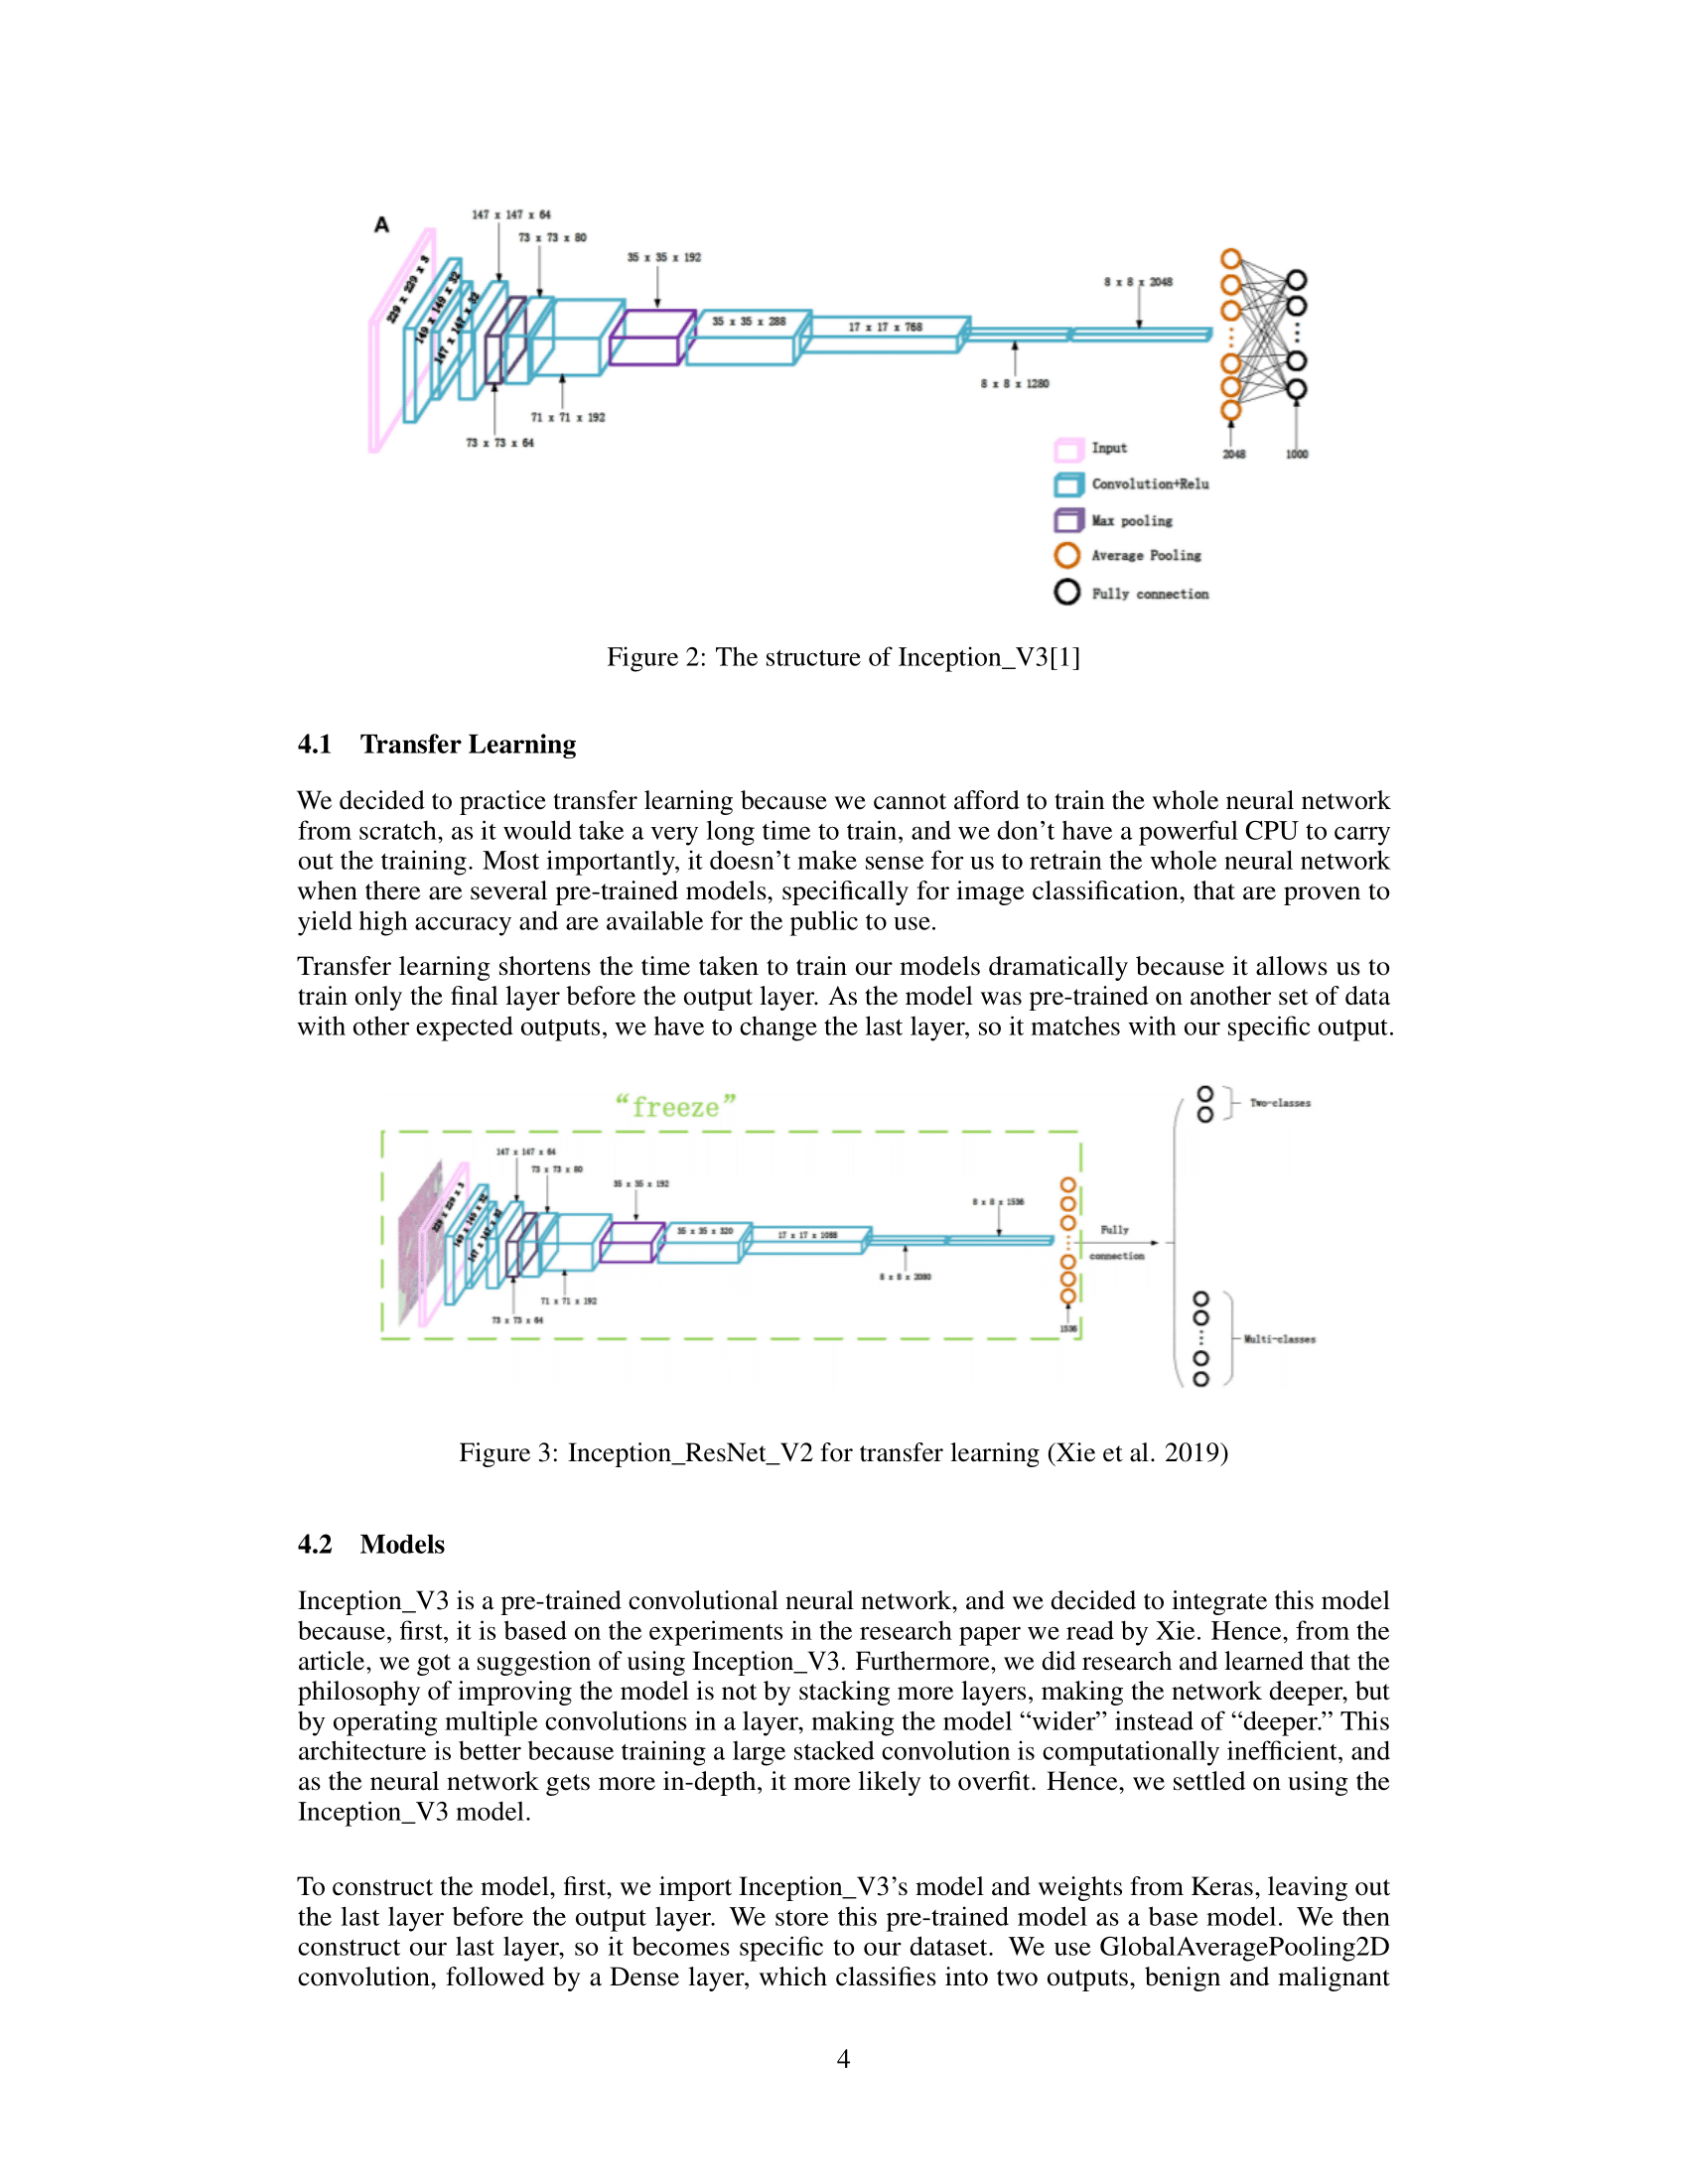 A
147 x 147 x 64
73 x 73 x 80
35 x 35 x 192
229 x 229 x 3
149 x 149 x 32
147 x 147 x 32
35 x 35 x 288
17 x 17 x 768
8 x 8 x 2048
8 x 8 x 1280
71 x 71 x 192
73 x 73 x 64
2048
1000
Input
Convolution+Relu
Max pooling
Average Pooling
Fully connection
Figure 2: The structure of Inception_V3[1]
4.1 Transfer Learning
We decided to practice transfer learning because we cannot afford to train the whole neural network
from scratch, as it would take a very long time to train, and we don't have a powerful CPU to carry
out the training. Most importantly, it doesn't make sense for us to retrain the whole neural network
when there are several pre-trained models, specifically for image classification, that are proven to
yield high accuracy and are available for the public to use.
Transfer learning shortens the time taken to train our models dramatically because it allows us to
train only the final layer before the output layer. As the model was pre-trained on another set of data
with other expected outputs, we have to change the last layer, so it matches with our specific output.
“freeze”
147 x 147 x 64
73 x 73 x 80
35 x 35 x 192
229 x 229 x 3
149 x 149 x 32
147 x 147 x 32
35 x 35 x 320
17 x 17 x 1088
8 x 8 x 1536
8 x 8 x 2080
71 x 71 x 192
73 x 73 x 64
1536
Fully
connection
Two-classes
Multi-classes
Figure 3: Inception_ResNet_V2 for transfer learning (Xie et al. 2019)
4.2 Models
Inception_V3 is a pre-trained convolutional neural network, and we decided to integrate this model
because, first, it is based on the experiments in the research paper we read by Xie. Hence, from the
article, we got a suggestion of using Inception_V3. Furthermore, we did research and learned that the
philosophy of improving the model is not by stacking more layers, making the network deeper, but
by operating multiple convolutions in a layer, making the model “wider” instead of “deeper.” This
architecture is better because training a large stacked convolution is computationally inefficient, and
as the neural network gets more in-depth, it more likely to overfit. Hence, we settled on using the
Inception_V3 model.
To construct the model, first, we import Inception_V3's model and weights from Keras, leaving out
the last layer before the output layer. We store this pre-trained model as a base model. We then
construct our last layer, so it becomes specific to our dataset. We use GlobalAveragePooling2D
convolution, followed by a Dense layer, which classifies into two outputs, benign and malignant
4